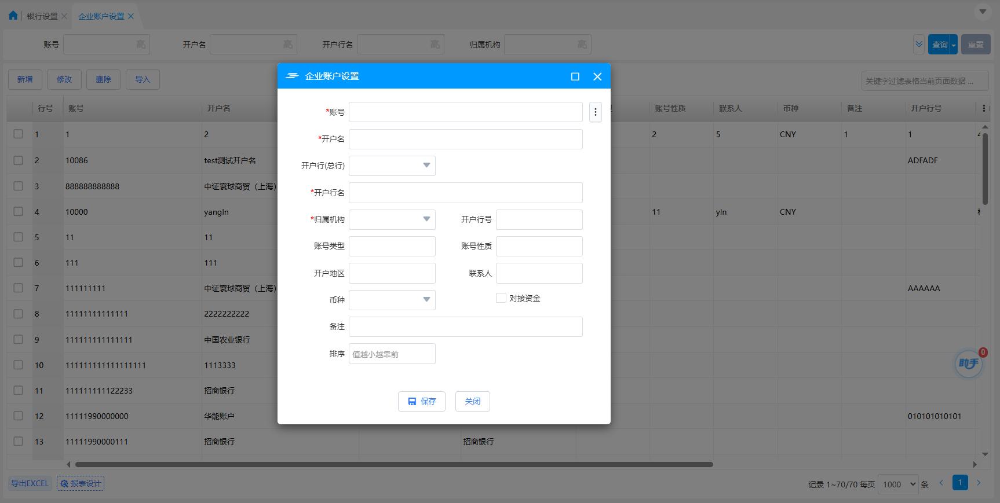 银行设置
企业账户设置
账号
开户名
开户行名
归属机构
查询
重置
新增
修改
删除
导入
关键字过滤表格当前页面数据 ...
行号 账号 开户名 账号性质 联系人 币种 备注 开户行号
1 1 2 2 5 CNY 1 1
2 10086 test测试开户名 ADFADF
3 888888888888 中证寰球商贸（上海）
4 10000 yangln 11 yln CNY
5 11 11
6 111 111
7 111111111 中证寰球商贸（上海） AAAAAA
8 11111111111111 2222222222
9 111111111111111 中国农业银行
10 111111111111111111 1113333
11 111111111122233 招商银行
12 11111990000000 华能账户 010101010101
13 11111990000111 招商银行 招商银行
企业账户设置
*账号
*开户名
开户行(总行)
*开户行名
*归属机构 开户行号
账号类型 账号性质
开户地区 联系人
币种 对接资金
备注
排序 值越小越靠前
保存 关闭
助手 0
导出EXCEL 报表设计
记录 1~70/70 每页 1000 条 1